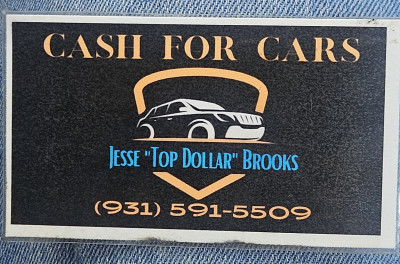 CASH FOR CARS
JESSE "TOP DOLLAR" BROOKS
(931) 591-5509